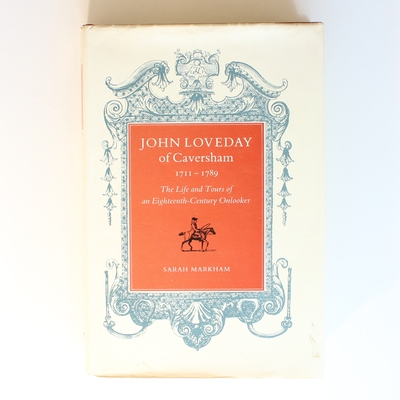 JOHN LOVEDAY
of Caversham
1711 – 1789
The Life and Tours of
an Eighteenth-Century Onlooker
SARAH MARKHAM